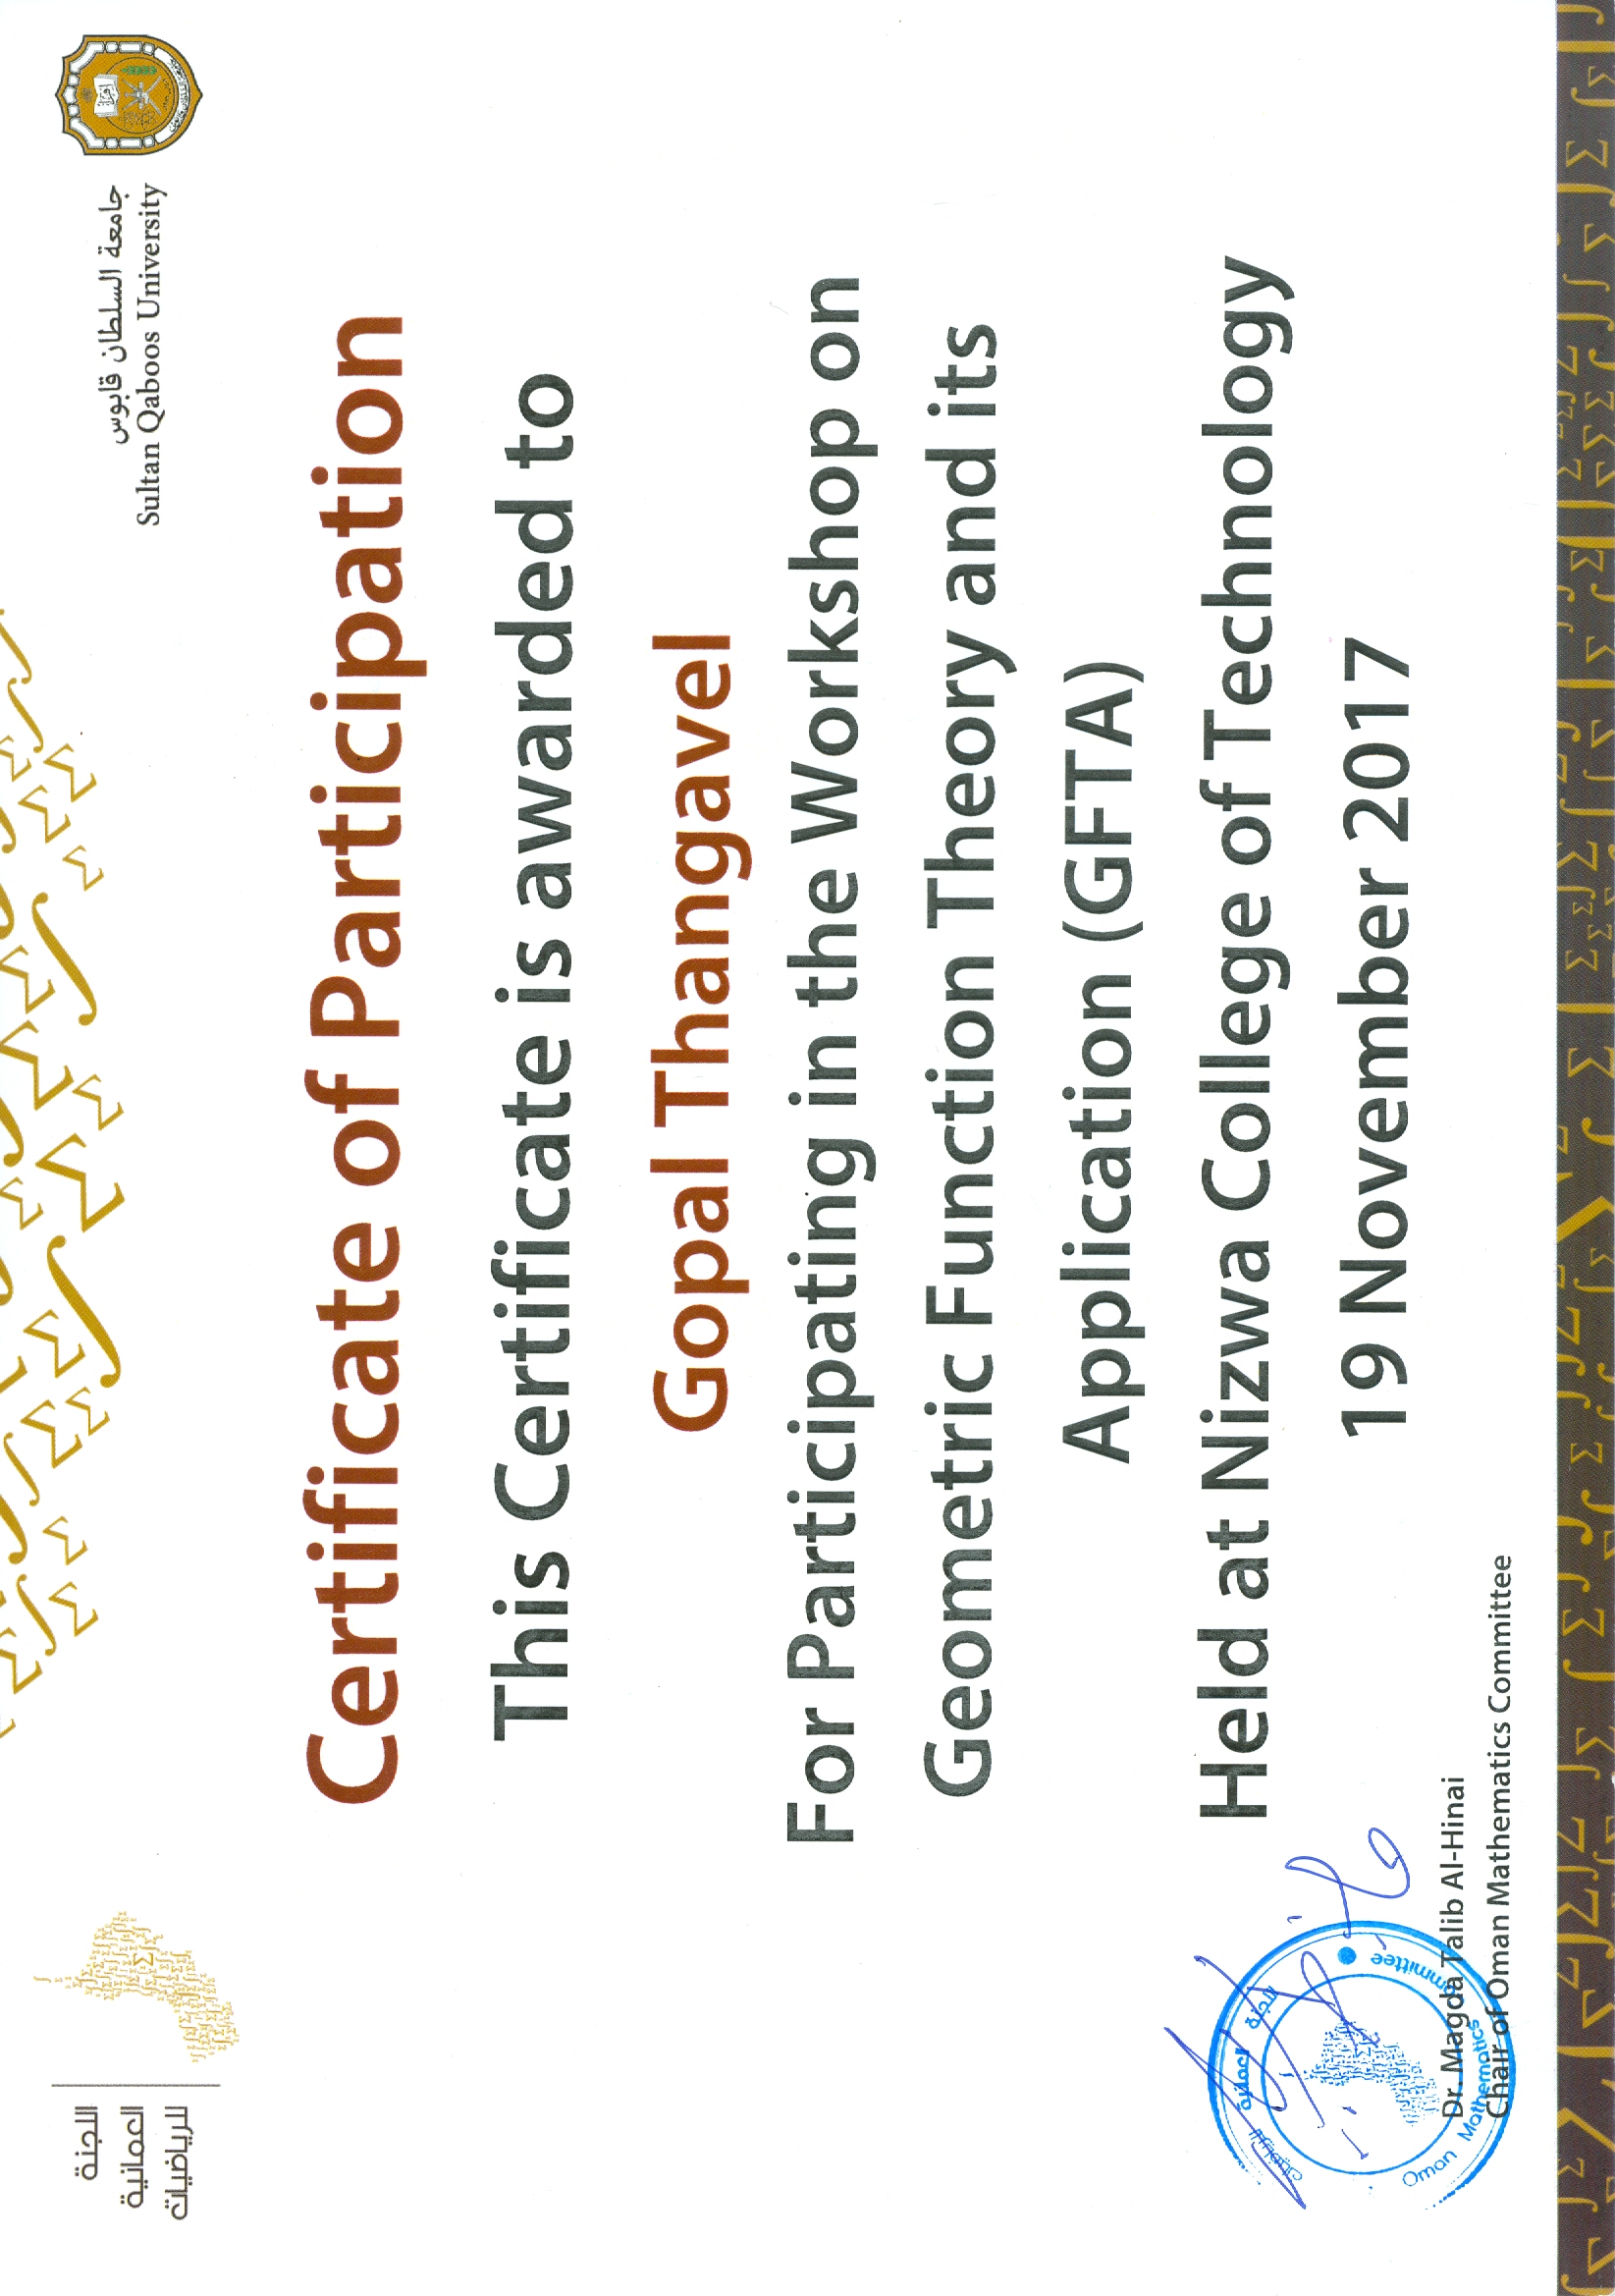 اللجنة
العمانية
للرياضيات
جامعة السلطان قابوس
Sultan Qaboos University
Certificate of Participation
This Certificate is awarded to
Gopal Thangavel
For Participating in the Workshop on
Geometric Function Theory and its
Application (GFTA)
Held at Nizwa College of Technology
19 November 2017
Dr. Magda Talib Al-Hinai
Chair of Oman Mathematics Committee
اللجنة العمانية للرياضيات
Oman Mathematics Committee